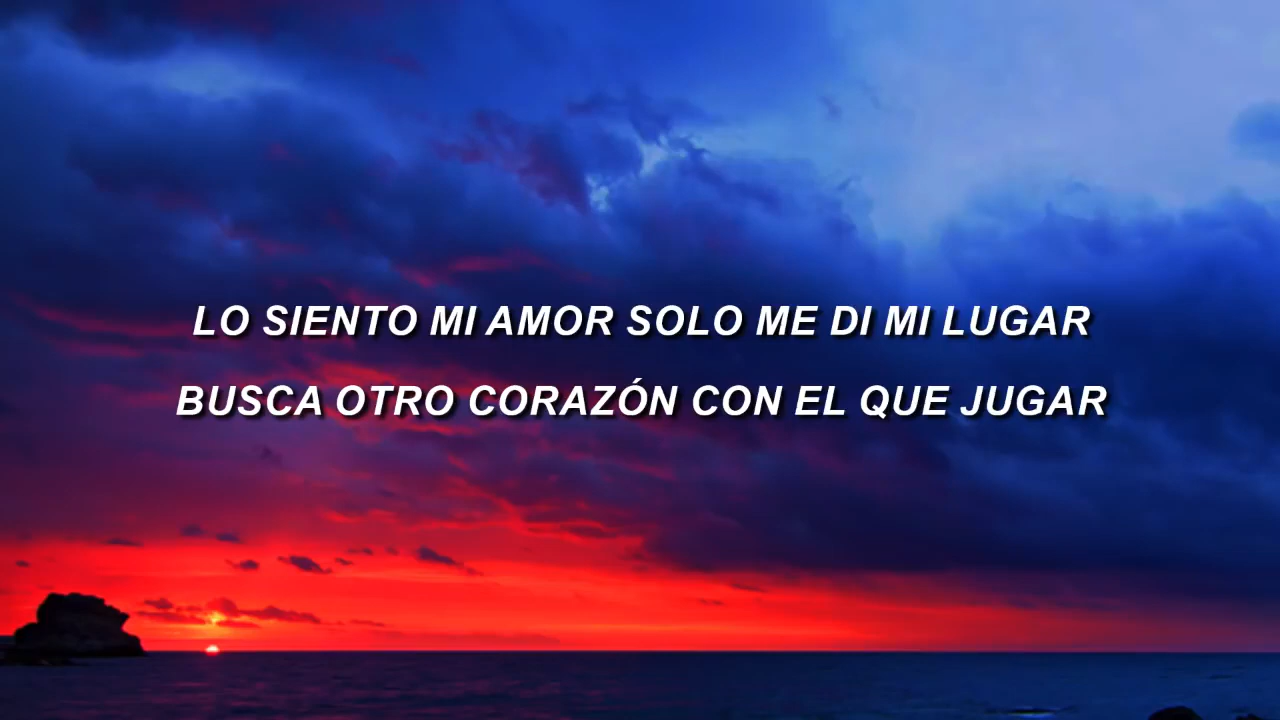 LO SIENTO MI AMOR SOLO ME DI MI LUGAR
BUSCA OTRO CORAZÓN CON EL QUE JUGAR